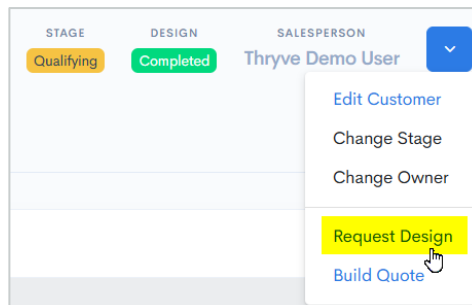 STAGE DESIGN SALESPERSON
Qualifying Completed Thryve Demo User
Edit Customer
Change Stage
Change Owner
Request Design
Build Quote